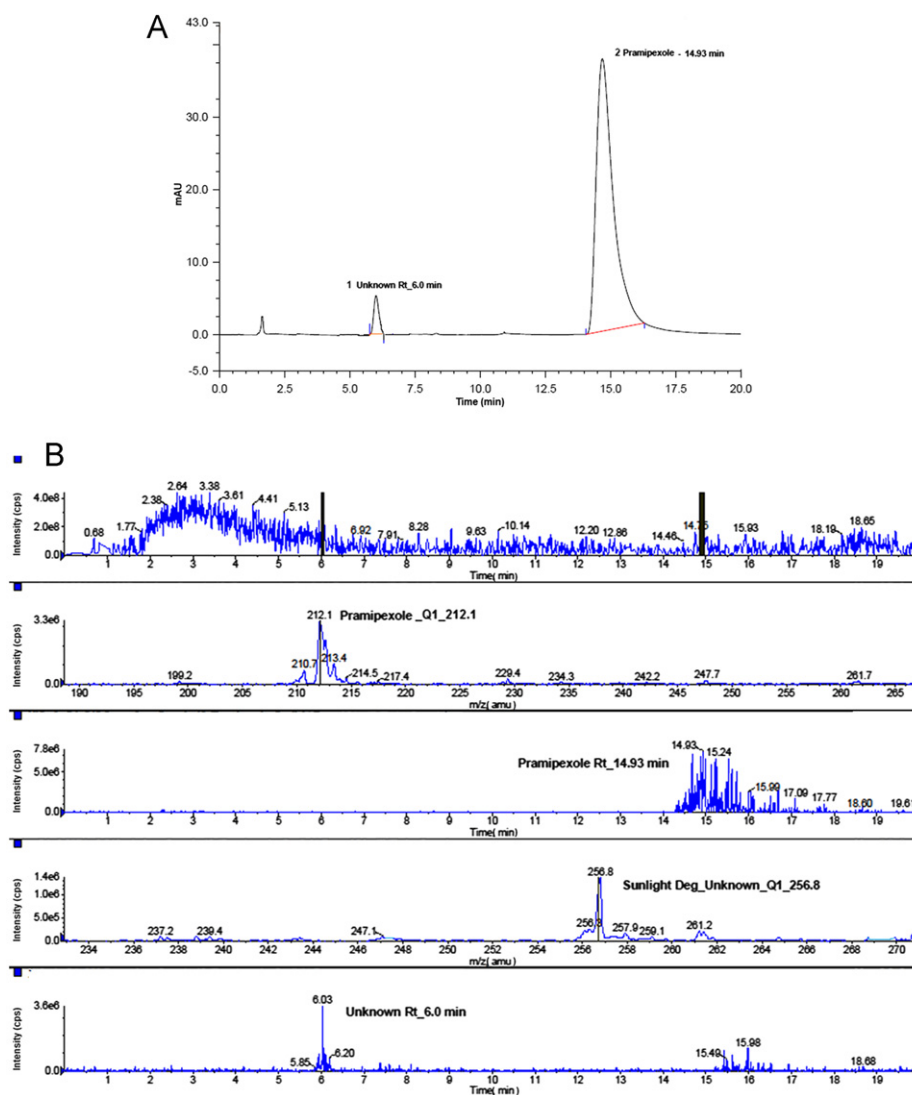 A
43.0
2 Pramipexole - 14.93 min
30.0
20.0
mAU
10.0
1 Unknown Rt_6.0 min
0.0
-5.0
0.0 2.5 5.0 7.5 10.0 12.5 15.0 17.5 20.0
Time (min)
B
Intensity (cps)
4.0e6
2.0e6
0.0
0.68 1.77 2.38 2.64 3.38 3.61 4.41 5.13 6.92 7.91 8.28 9.63 10.14 12.20 12.86 14.46 15.93 18.19 18.65
1 2 3 4 5 6 7 8 9 10 11 12 13 14 15 16 17 18 19
Time( min)
Intensity (cps)
3.3e6
0.0
Pramipexole _Q1_212.1
199.2 210.7 212.1 213.4 214.5 217.4 229.4 234.3 242.2 247.7 261.7
190 195 200 205 210 215 220 225 230 235 240 245 250 255 260 265
m/z( amu)
Intensity (cps)
7.8e6
5.0e6
0.0
Pramipexole Rt_14.93 min
14.93 15.24 15.99 17.09 17.77 18.60 19.61
1 2 3 4 5 6 7 8 9 10 11 12 13 14 15 16 17 18 19
Time( min)
Intensity (cps)
1.4e6
1.0e6
5.0e5
0.0
Sunlight Deg_Unknown_Q1_256.8
237.2 239.4 247.1 256.3 256.8 257.9 259.1 261.2
234 236 238 240 242 244 246 248 250 252 254 256 258 260 262 264 266 268 270
m/z( amu)
Intensity (cps)
3.6e6
0.0
Unknown Rt_6.0 min
5.85 6.03 6.20 15.49 15.98 18.68
1 2 3 4 5 6 7 8 9 10 11 12 13 14 15 16 17 18 19
Time( min)